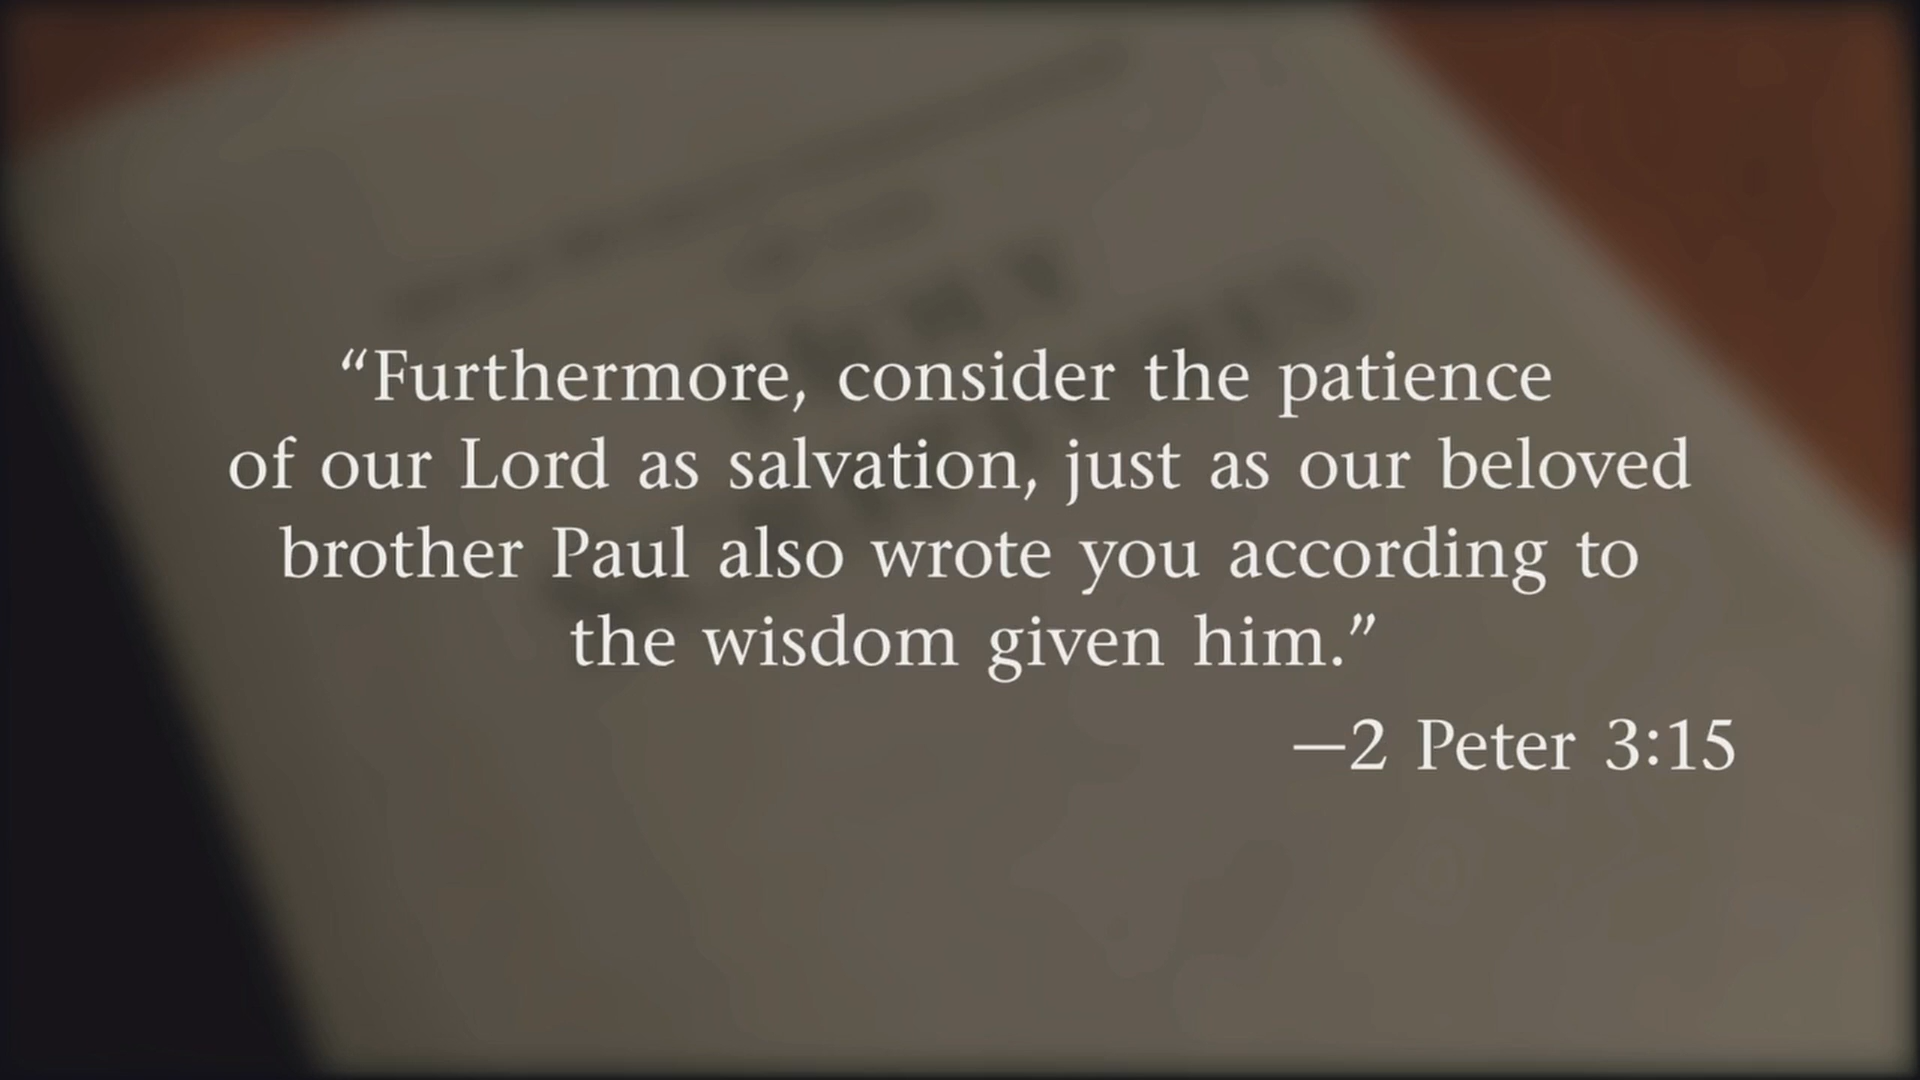 “Furthermore, consider the patience
of our Lord as salvation, just as our beloved
brother Paul also wrote you according to
the wisdom given him.”
—2 Peter 3:15